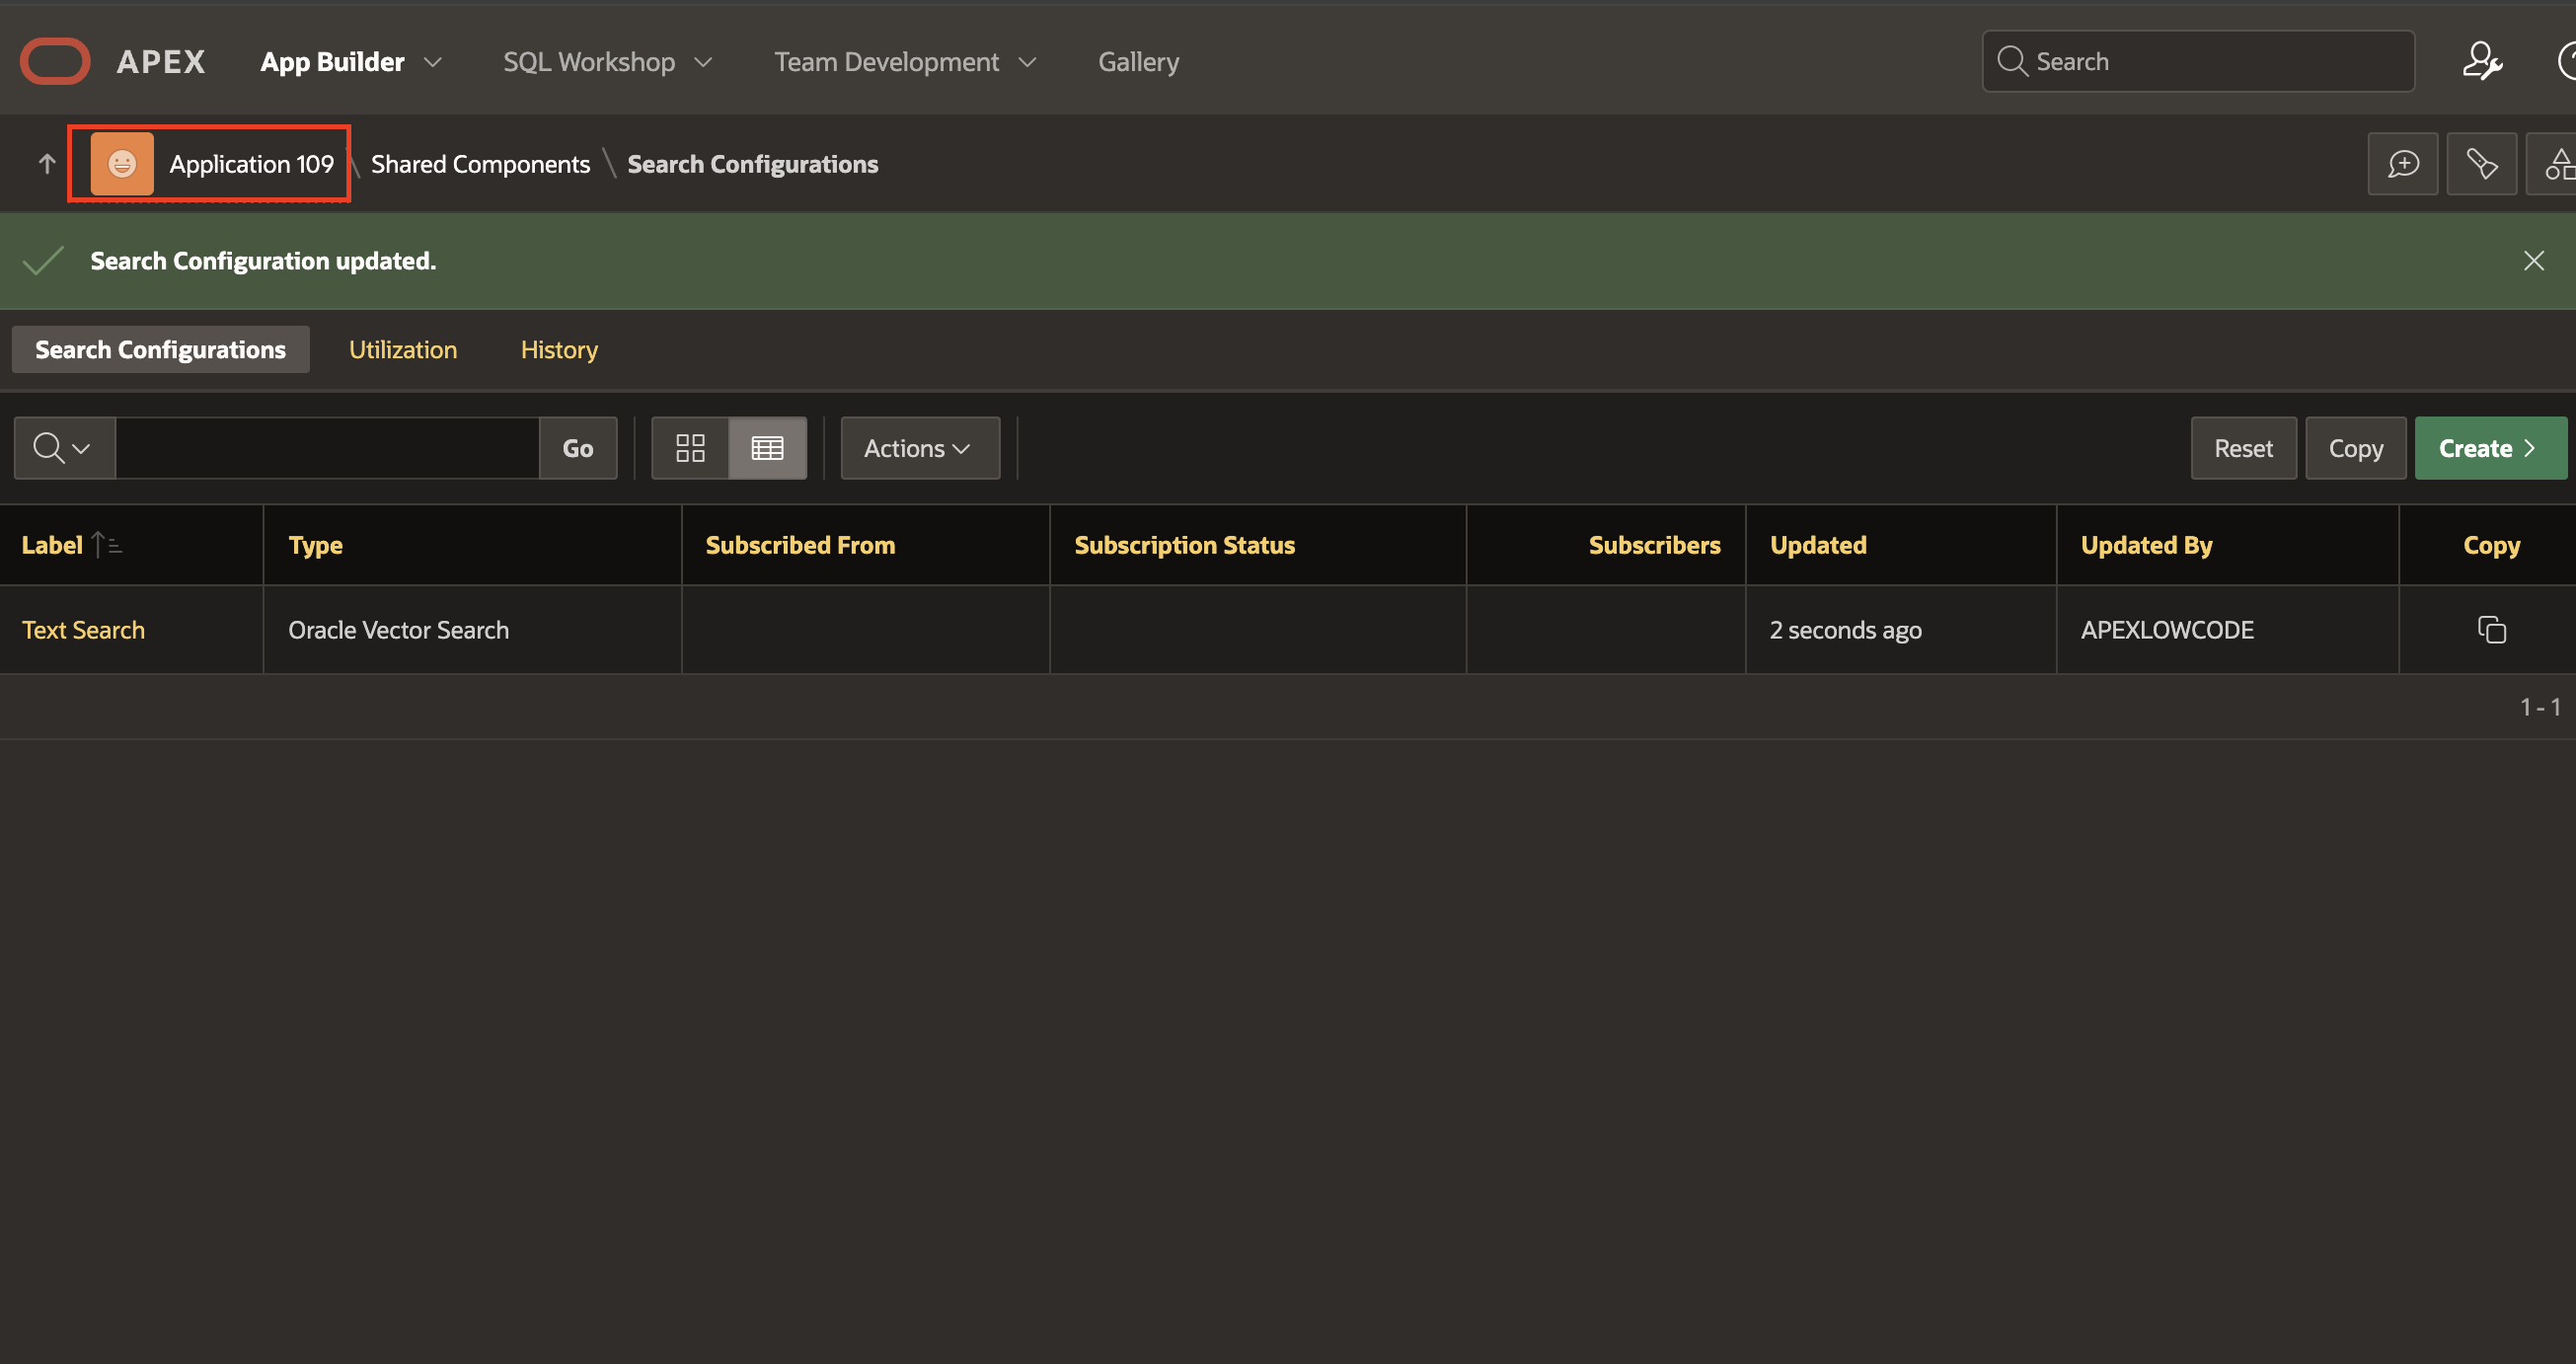 APEX App Builder SQL Workshop Team Development Gallery Search
Application 109 \ Shared Components \ Search Configurations
Search Configuration updated.
Search Configurations Utilization History
Go Actions Reset Copy Create
Label Type Subscribed From Subscription Status Subscribers Updated Updated By Copy
Text Search Oracle Vector Search 2 seconds ago APEXLOWCODE
1 - 1